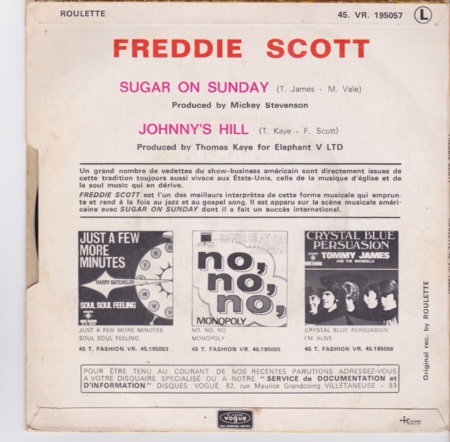 ROULETTE 45. VR. 195057 L
FREDDIE SCOTT
SUGAR ON SUNDAY (T. James - M. Vale)
Produced by Mickey Stevenson
JOHNNY'S HILL (T. Kaye - F. Scott)
Produced by Thomas Kaye for Elephant V LTD
Un grand nombre de vedettes du show-business américain sont directement issues de
cette tradition toujours aussi vivace aux États-Unis, celle de la musique d'église et de
la soul music qui en dérive.
FREDDIE SCOTT est l'un des meilleurs interprètes de cette forme musicale qui emprun-
te et rend à la fois au jazz et au gospel song. Il est apparu sur la scène musicale améri-
caine avec SUGAR ON SUNDAY dont il a fait un succès international.
JUST A FEW
MORE
MINUTES
HARRY BATCHELOR
SOUL SOUL FEELING
JUST A FEW MORE MINUTES
SOUL SOUL FEELING
45 T. FASHION VR. 45.195053
no,
no,
no,
MONOPOLY
NO. NO. NO
MONOPOLY
45 T. FASHION VR. 45.195055
CRYSTAL BLUE
PERSUASION
TOMMY JAMES
AND THE SHONDELLS
CRYSTAL BLUE PERSUASION
I'M ALIVE
45 T. FASHION VR. 45.195056
Original rec. by ROULETTE
POUR ÊTRE TENU AU COURANT DE NOS RECENTES PARUTIONS ADRESSEZ-VOUS
A VOTRE DISQUAIRE SPECIALISÉ OU A NOTRE "SERVICE de DOCUMENTATION et
D'INFORMATION" DISQUES VOGUE, 82, rue Maurice Grandcoing VILLETANEUSE - 93
disques
vogue